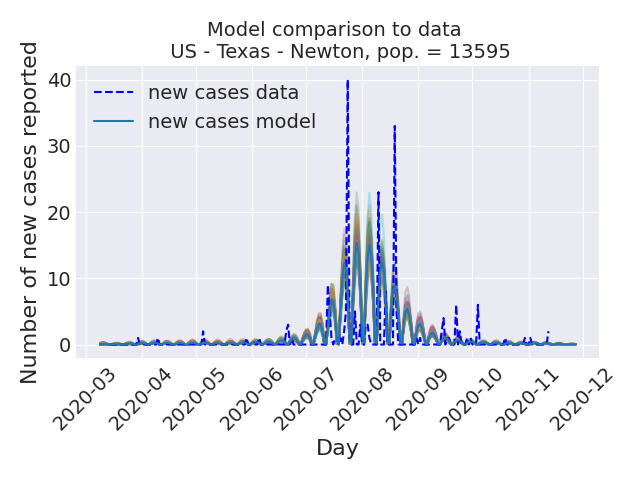 Model comparison to data
US - Texas - Newton, pop. = 13595
Number of new cases reported
40
30
20
10
0
new cases data
new cases model
2020-03
2020-04
2020-05
2020-06
2020-07
2020-08
2020-09
2020-10
2020-11
2020-12
Day